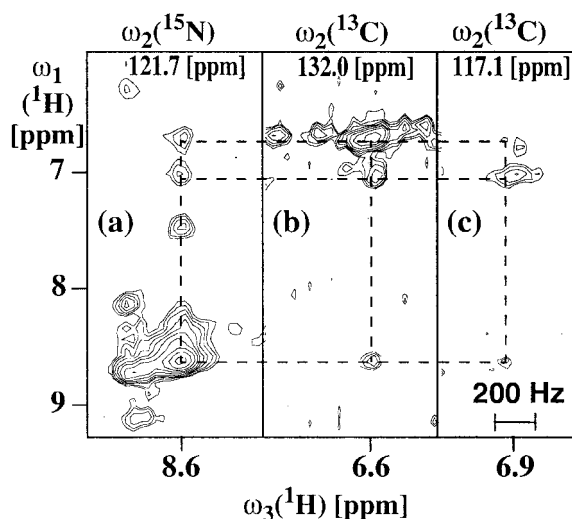 ω₂(¹⁵N) ω₂(¹³C) ω₂(¹³C)
121.7 [ppm] 132.0 [ppm] 117.1 [ppm]
ω₁
(¹H)
[ppm]
7
(a) (b) (c)
8
9
200 Hz
8.6 6.6 6.9
ω₃(¹H) [ppm]